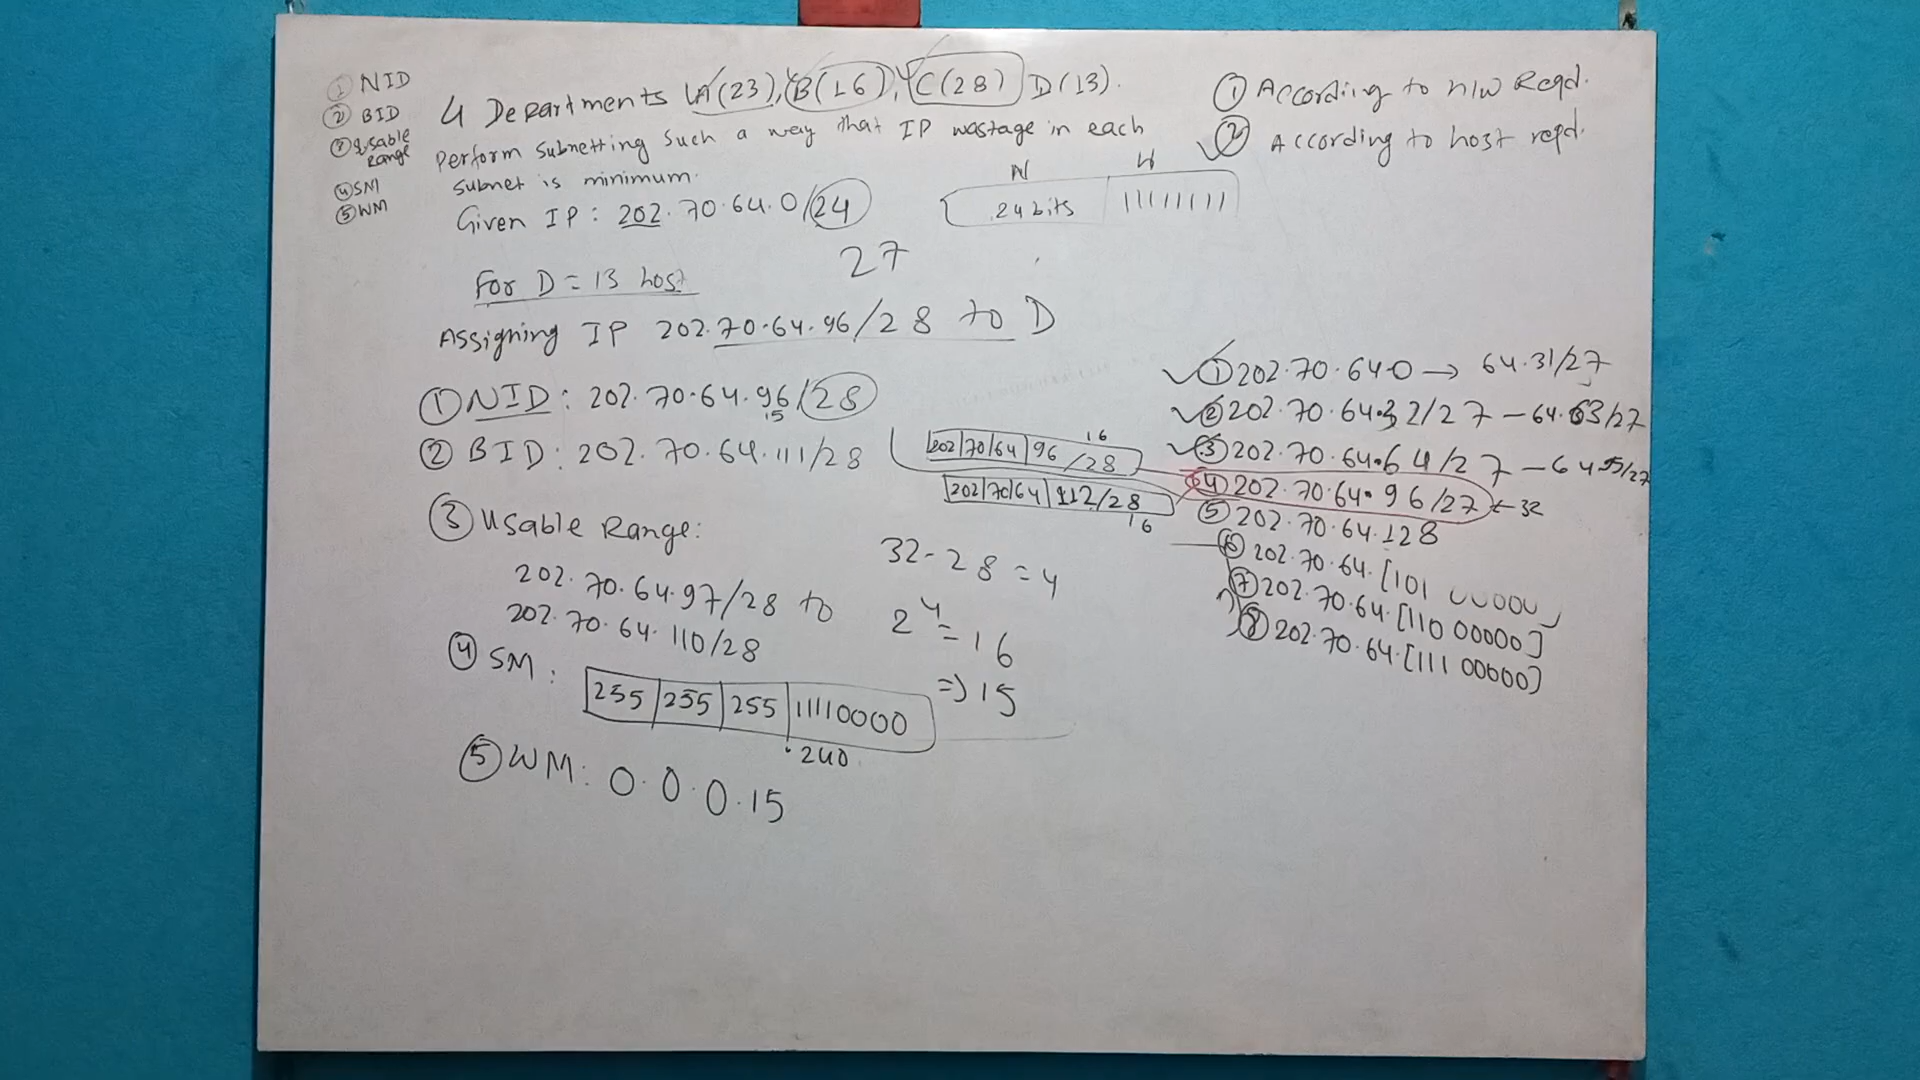 ① NID
② BID
③ Usable
Range
④ SM
⑤ WM
4 Departments A(23), B(16), C(28) D(13).
Perform subnetting such a way that IP wastage in each
subnet is minimum.
Given IP: 202.70.64.0/24
N H
24 bits 11111111
① According to n/w Reqd.
② According to host reqd.
27
For D = 13 host
Assigning IP 202.70.64.96/28 to D
① NID: 202.70.64.96/28
15
② BID: 202.70.64.111/28
③ Usable Range:
202.70.64.97/28 to
202.70.64.110/28
④ SM:
255 255 255 11110000
240
⑤ WM: 0.0.0.15
16
202 70 64 96 /28
202 70 64 112/28
16
32-28=4
2^4=16
=>15
① 202.70.64.0 → 64.31/27
② 202.70.64.32/27 - 64.63/27
③ 202.70.64.64/27 - 64.95/27
④ 202.70.64.96/27 ← 32
⑤ 202.70.64.128
⑥ 202.70.64.[101 00000]
⑦ 202.70.64.[110 00000]
⑧ 202.70.64.[111 00000]